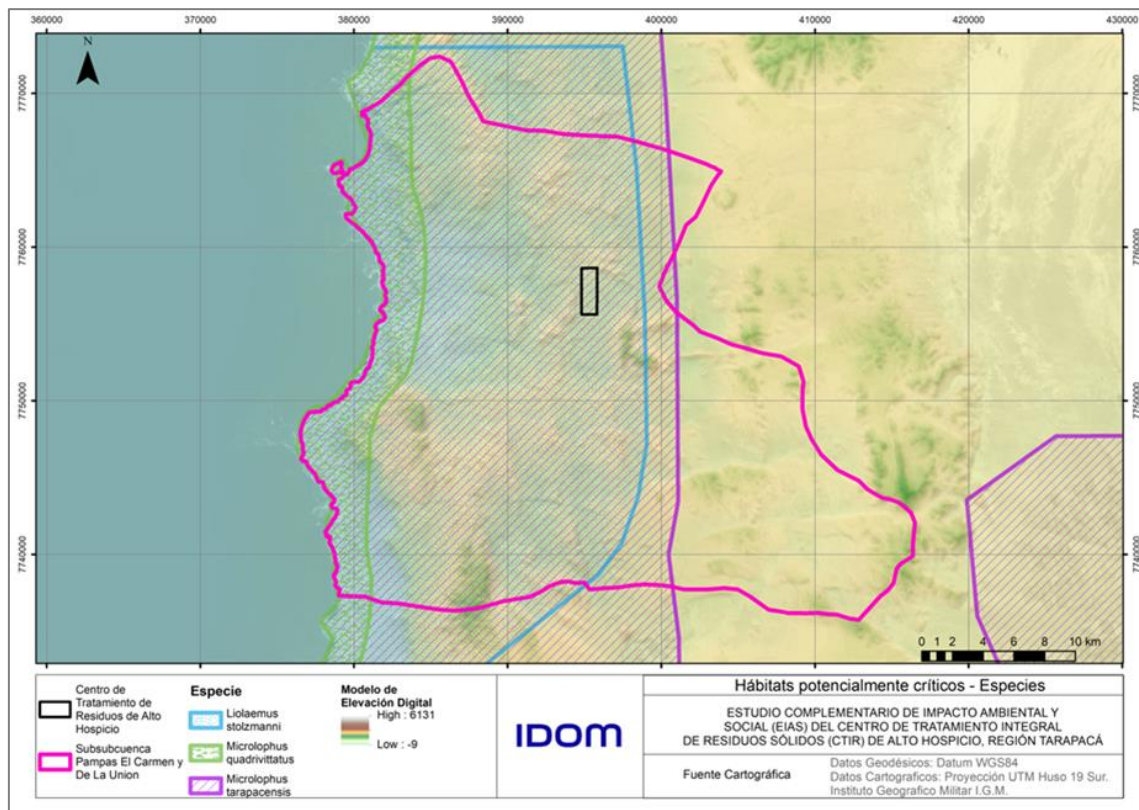 360000 370000 380000 390000 400000 410000 420000 430000
N
7770000 7770000
7760000 7760000
7750000 7750000
7740000 7740000
0 1 2 4 6 8 10 km
Centro de
Tratamiento de
Residuos de Alto
Hospicio
Subsubcuenca
Pampas El Carmen y
De La Union
Especie
Liolaemus
stolzmanni
Microlophus
quadrivittatus
Microlophus
tarapacensis
Modelo de
Elevación Digital
High : 6131
Low : -9
IDOM
Hábitats potencialmente críticos - Especies
ESTUDIO COMPLEMENTARIO DE IMPACTO AMBIENTAL Y
SOCIAL (EIAS) DEL CENTRO DE TRATAMIENTO INTEGRAL
DE RESIDUOS SÓLIDOS (CTIR) DE ALTO HOSPICIO, REGIÓN TARAPACÁ
Fuente Cartográfica
Datos Geodésicos: Datum WGS84
Datos Cartograficos: Proyección UTM Huso 19 Sur.
Instituto Geografico Militar I.G.M.